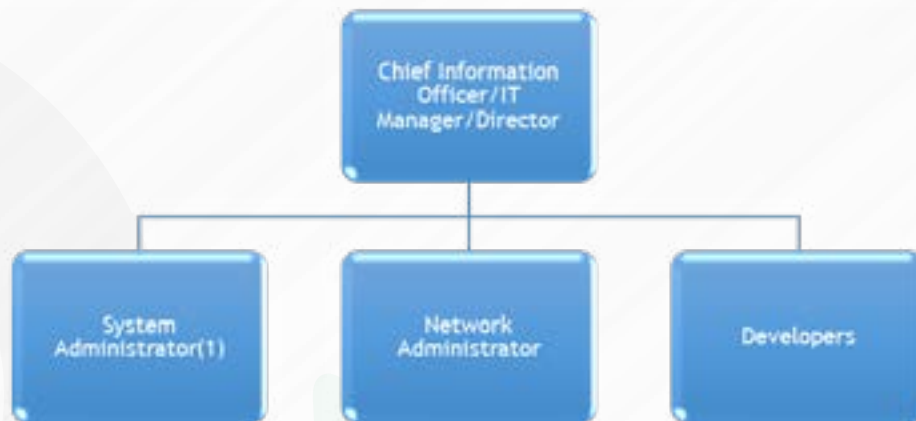 Chief Information
Officer/IT
Manager/Director
System
Administrator(1)
Network
Administrator
Developers